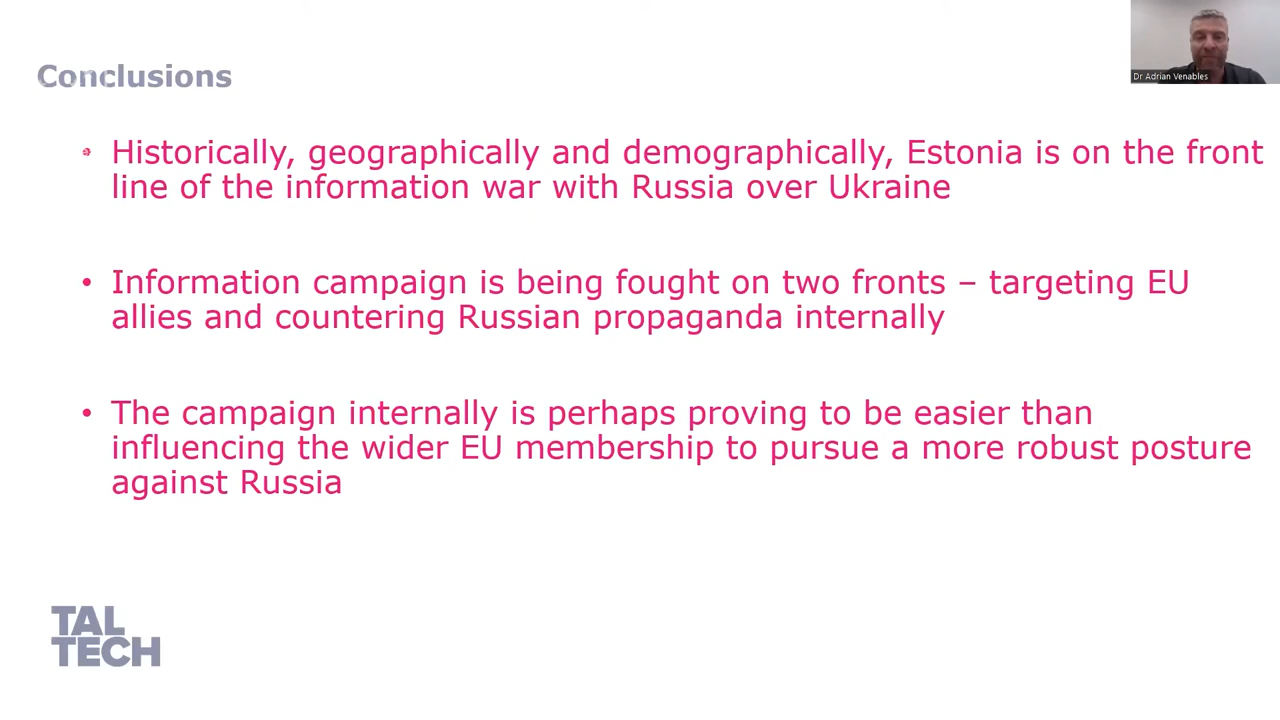 Conclusions
Dr Adrian Venables
• Historically, geographically and demographically, Estonia is on the front
line of the information war with Russia over Ukraine
• Information campaign is being fought on two fronts – targeting EU
allies and countering Russian propaganda internally
• The campaign internally is perhaps proving to be easier than
influencing the wider EU membership to pursue a more robust posture
against Russia
TAL
TECH